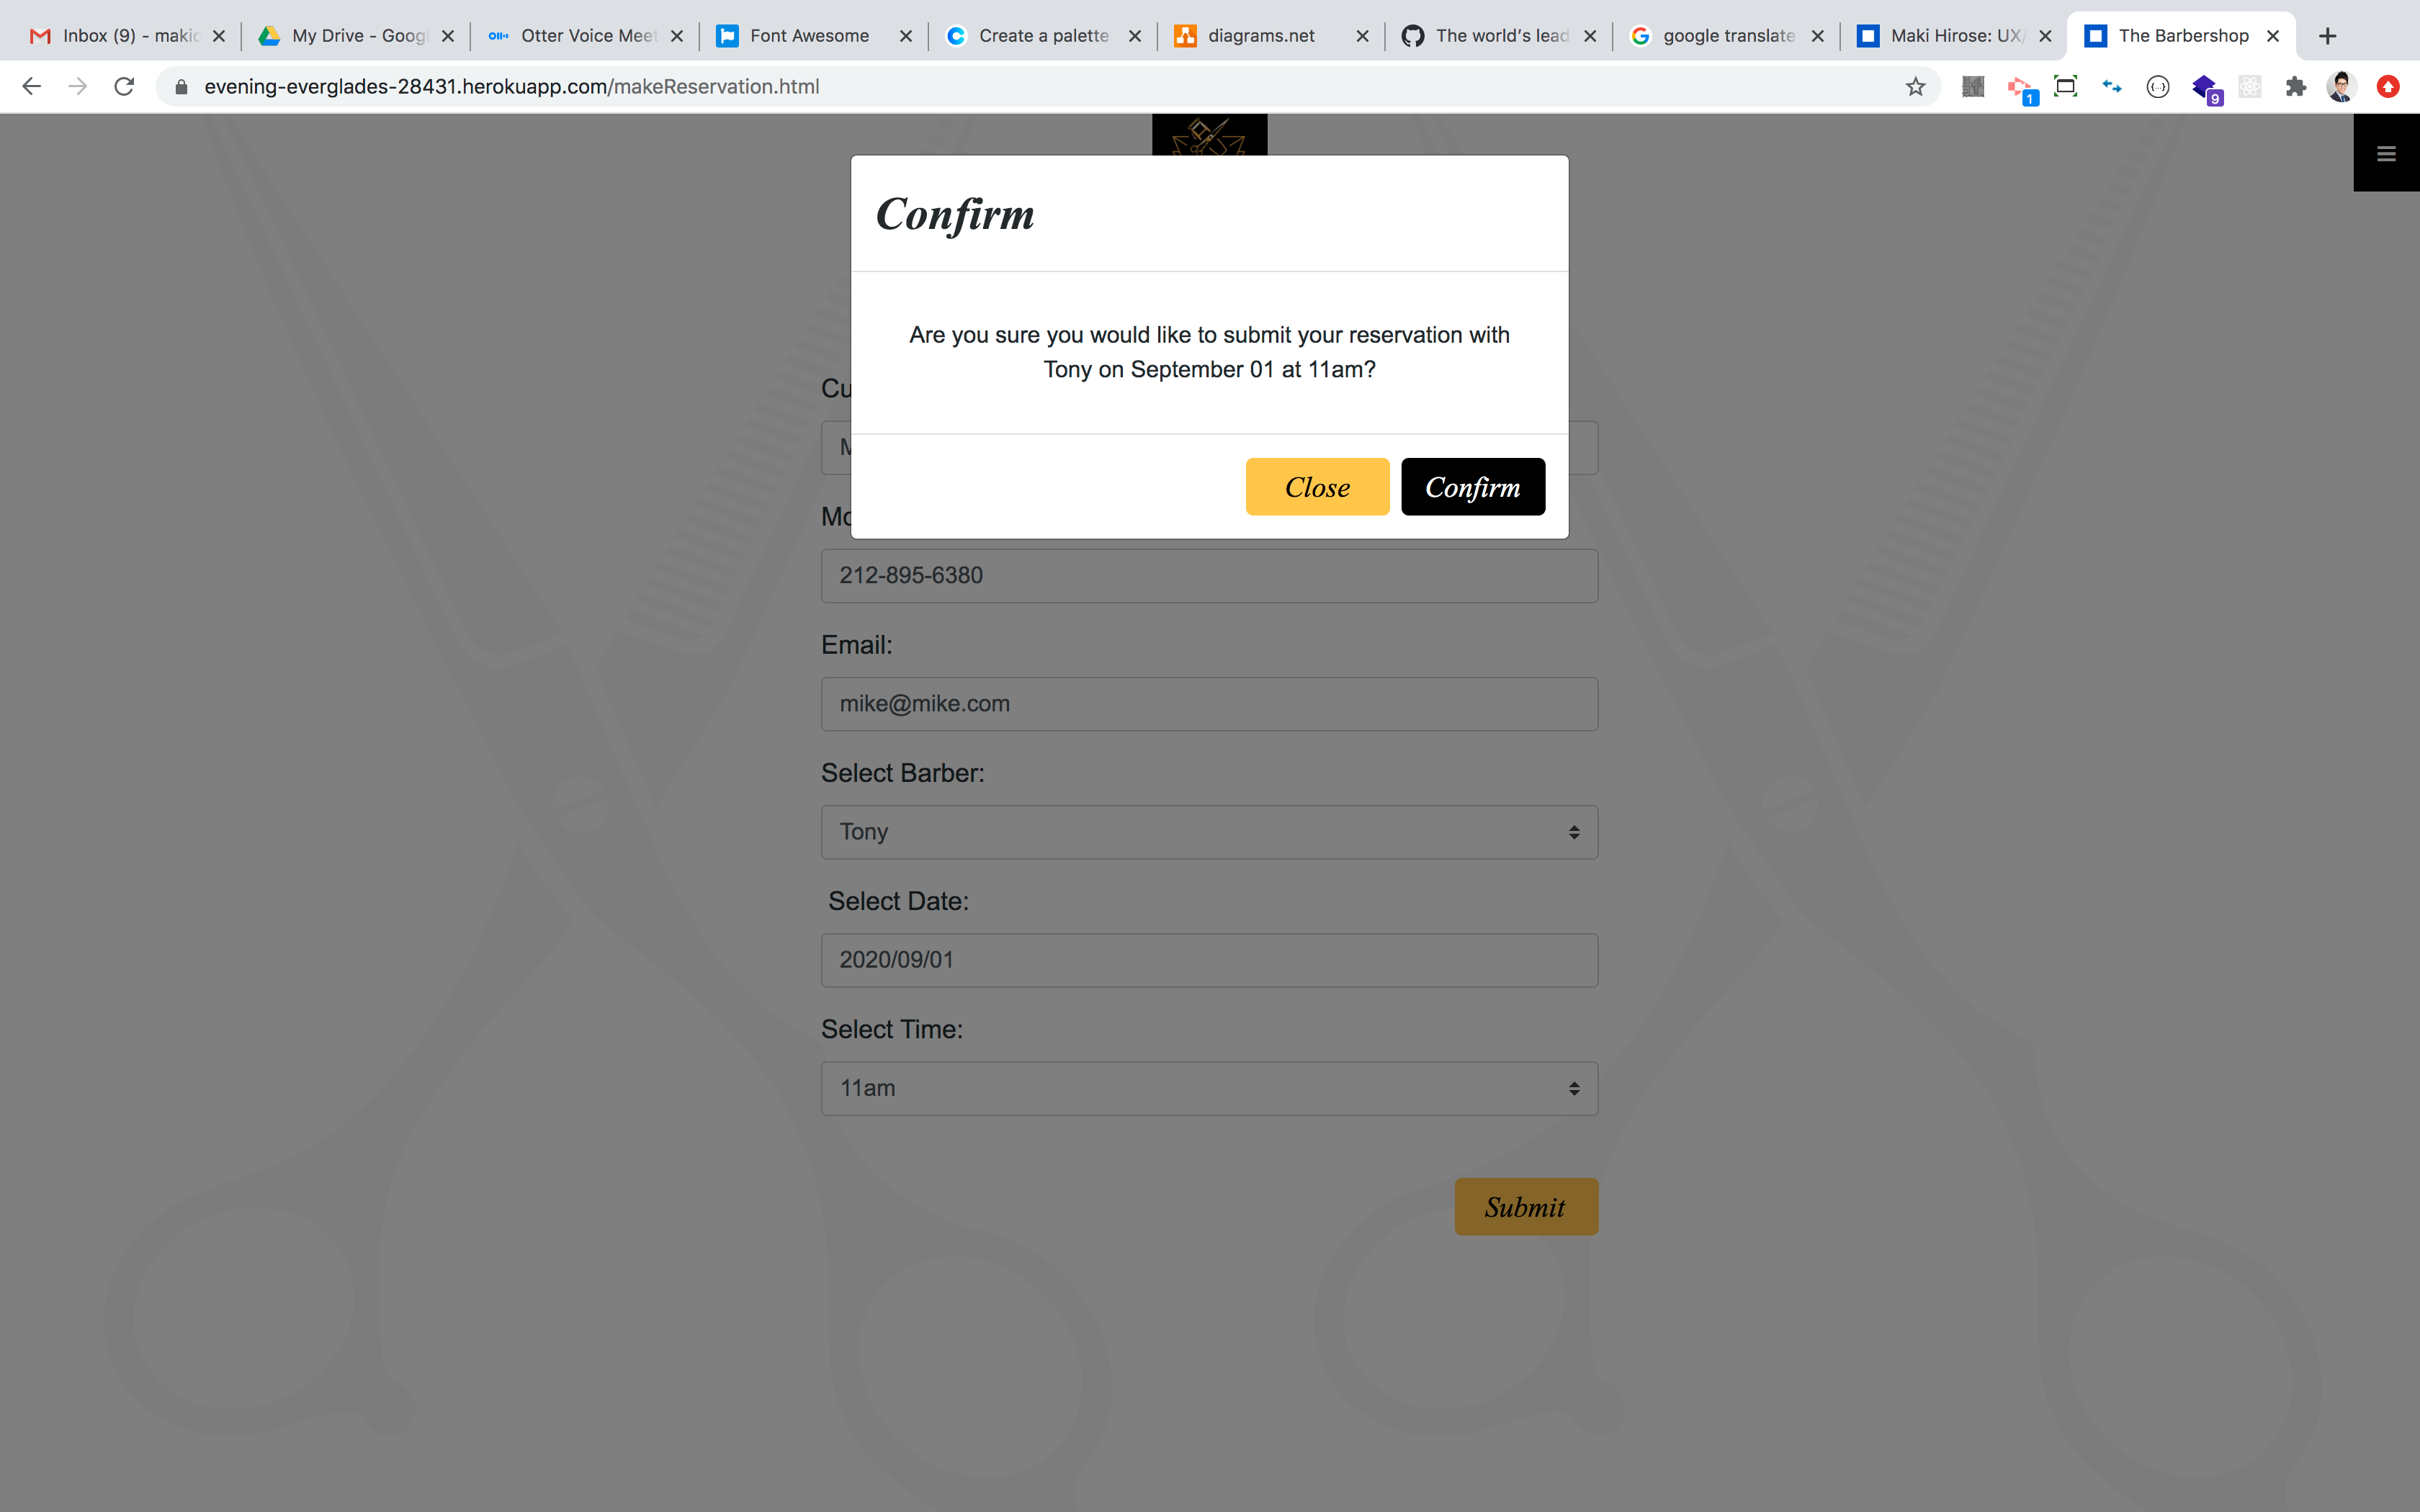 Inbox (9) - makic
My Drive - Googl
Otter Voice Meet
Font Awesome
Create a palette
diagrams.net
The world's lead
google translate
Maki Hirose: UX/
The Barbershop
evening-everglades-28431.herokuapp.com/makeReservation.html
1
9
Confirm
Are you sure you would like to submit your reservation with
Tony on September 01 at 11am?
Close
Confirm
Cu
M
Mo
212-895-6380
Email:
mike@mike.com
Select Barber:
Tony
Select Date:
2020/09/01
Select Time:
11am
Submit